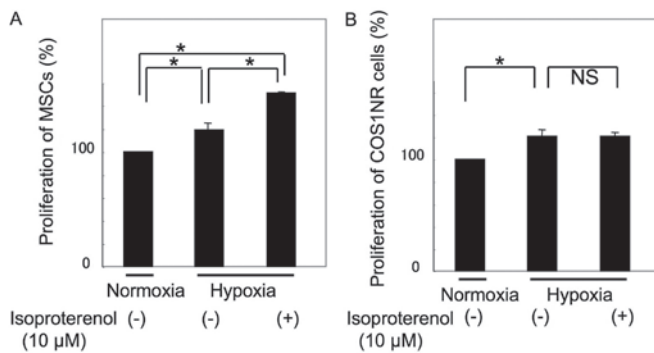 A
Proliferation of MSCs (%)
100
0
*
*
*
Normoxia Hypoxia
Isoproterenol (-) (-) (+)
(10 μM)
B
Proliferation of COS1NR cells (%)
100
0
*
NS
Normoxia Hypoxia
Isoproterenol (-) (-) (+)
(10 μM)